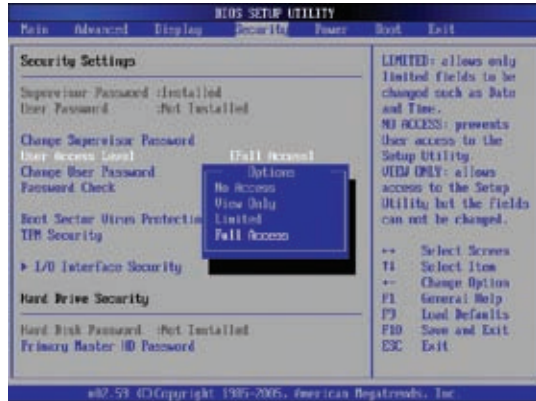 BIOS SETUP UTILITY
Main Advanced Display Security Power Boot Exit
Security Settings
Supervisor Password :Installed
User Password :Not Installed
Change Supervisor Password
User Access Level [Full Access]
Change User Password
Password Check
Boot Sector Virus Protection
TPM Security
I/O Interface Security
Hard Drive Security
Hard Disk Password :Not Installed
Primary Master HD Password
Options
No Access
View Only
Limited
Full Access
LIMITED: allows only
limited fields to be
changed such as Date
and Time.
NO ACCESS: prevents
User access to the
Setup Utility.
VIEW ONLY: allows
access to the Setup
Utility but the fields
can not be changed.
↔ Select Screen
↑↓ Select Item
+- Change Option
F1 General Help
F9 Load Defaults
F10 Save and Exit
ESC Exit
v02.59 (C)Copyright 1985-2005, American Megatrends, Inc.